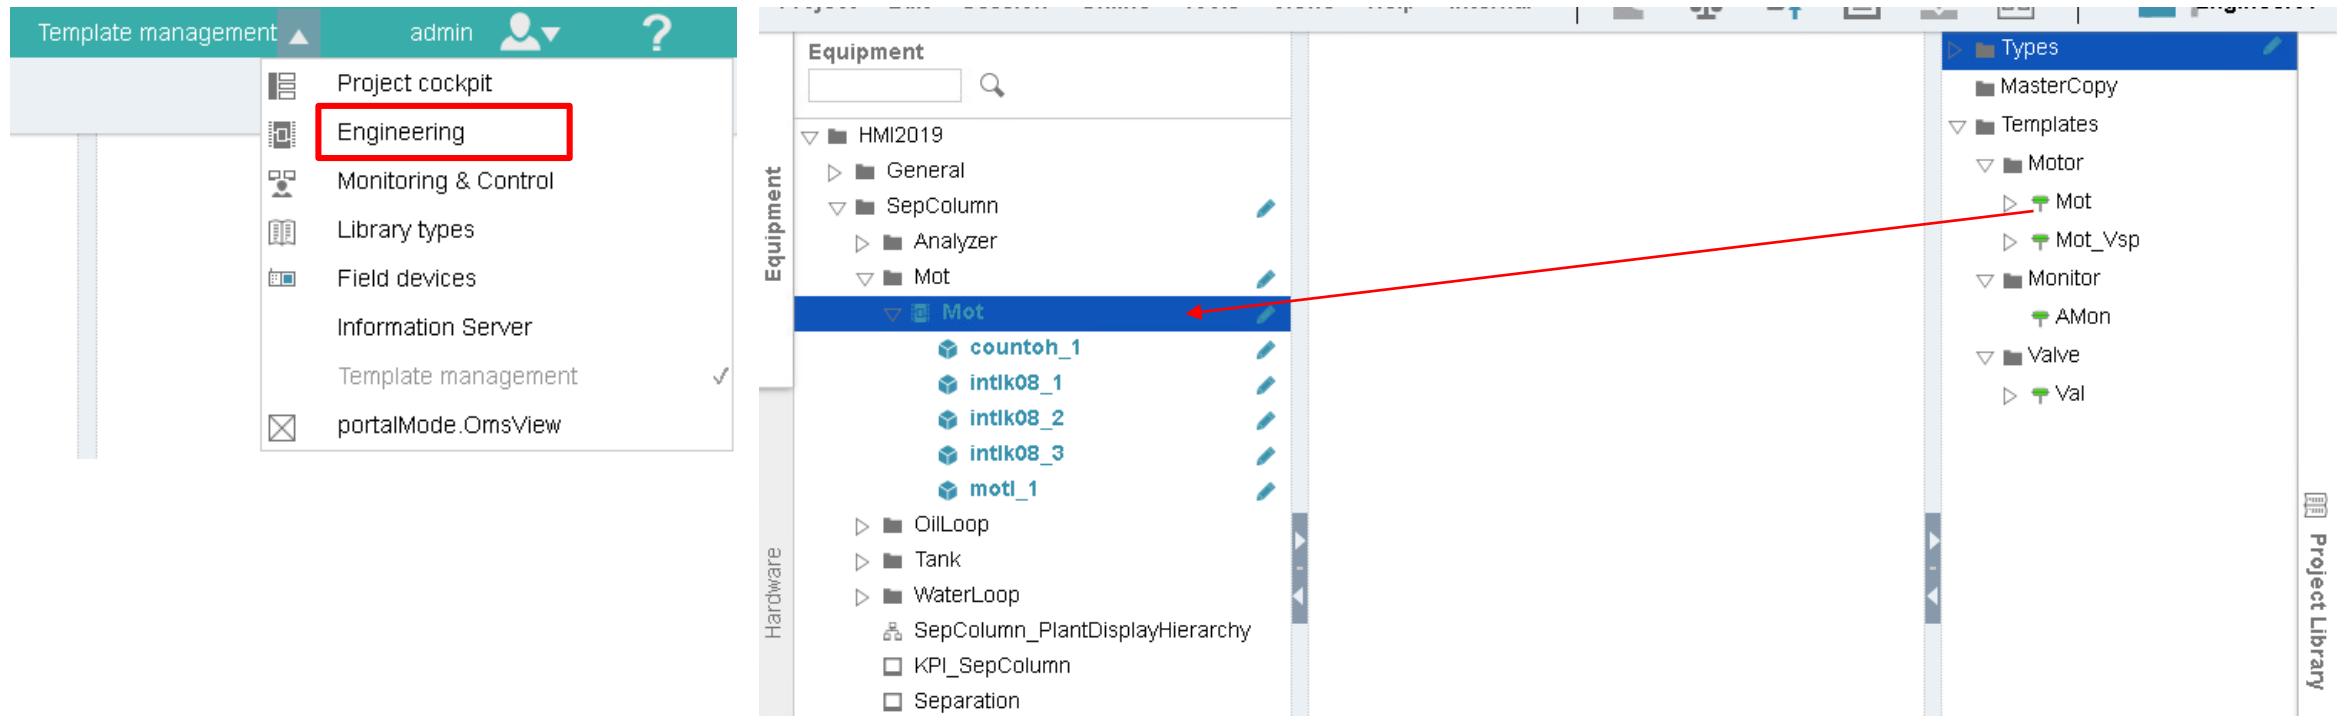 Template management
admin
?
Project cockpit
Engineering
Monitoring & Control
Library types
Field devices
Information Server
Template management
portalMode.OmsView
Equipment
Hardware
Equipment
HMI2019
General
SepColumn
Analyzer
Mot
Mot
countoh_1
intlk08_1
intlk08_2
intlk08_3
motl_1
OilLoop
Tank
WaterLoop
SepColumn_PlantDisplayHierarchy
KPI_SepColumn
Separation
Types
MasterCopy
Templates
Motor
Mot
Mot_Vsp
Monitor
AMon
Valve
Val
Project Library